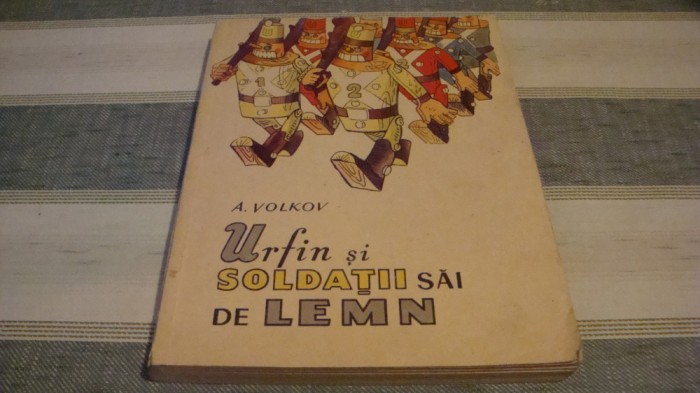 1
2
A. VOLKOV
Urfin și
SOLDAȚII SĂI
DE LEMN